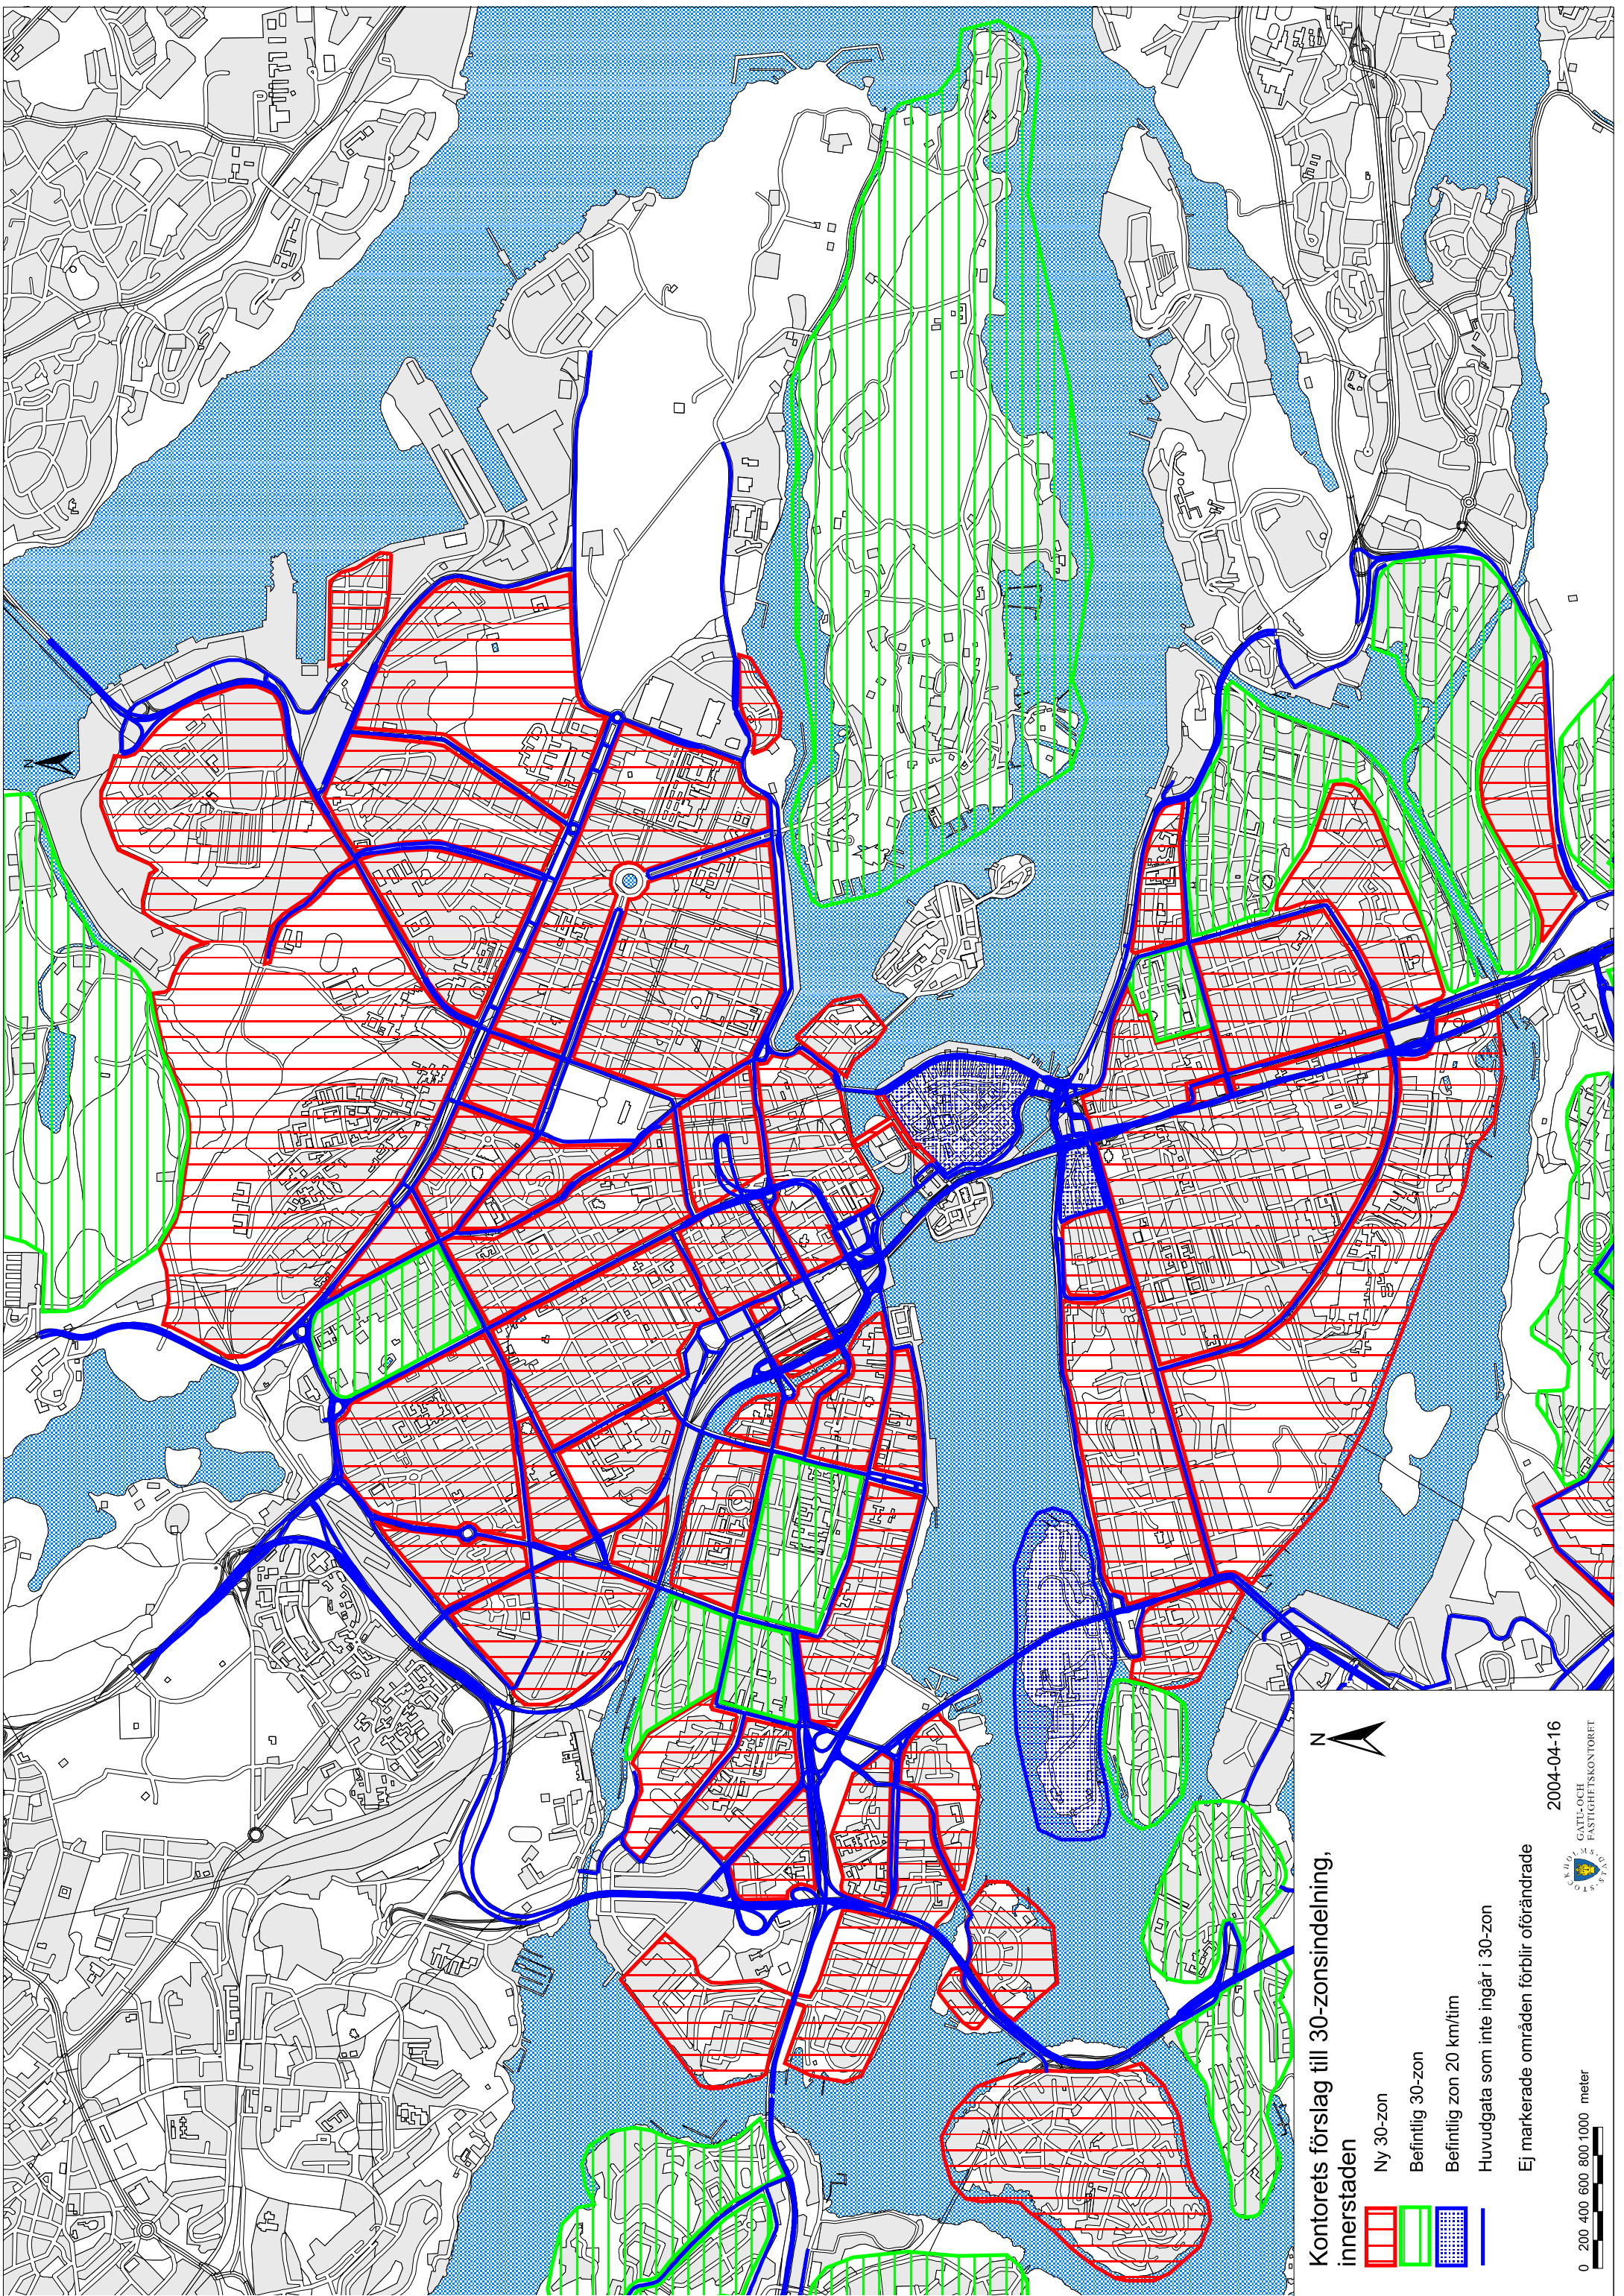 N
Kontorets förslag till 30-zonsindelning,
innerstaden
Ny 30-zon
Befintlig 30-zon
Befintlig zon 20 km/tim
Huvudgata som inte ingår i 30-zon
Ej markerade områden förblir oförändrade
0 200 400 600 800 1000 meter
N
2004-04-16
STOCKHOLMS STADS
GATU- OCH
FASTIGHETSKONTORET